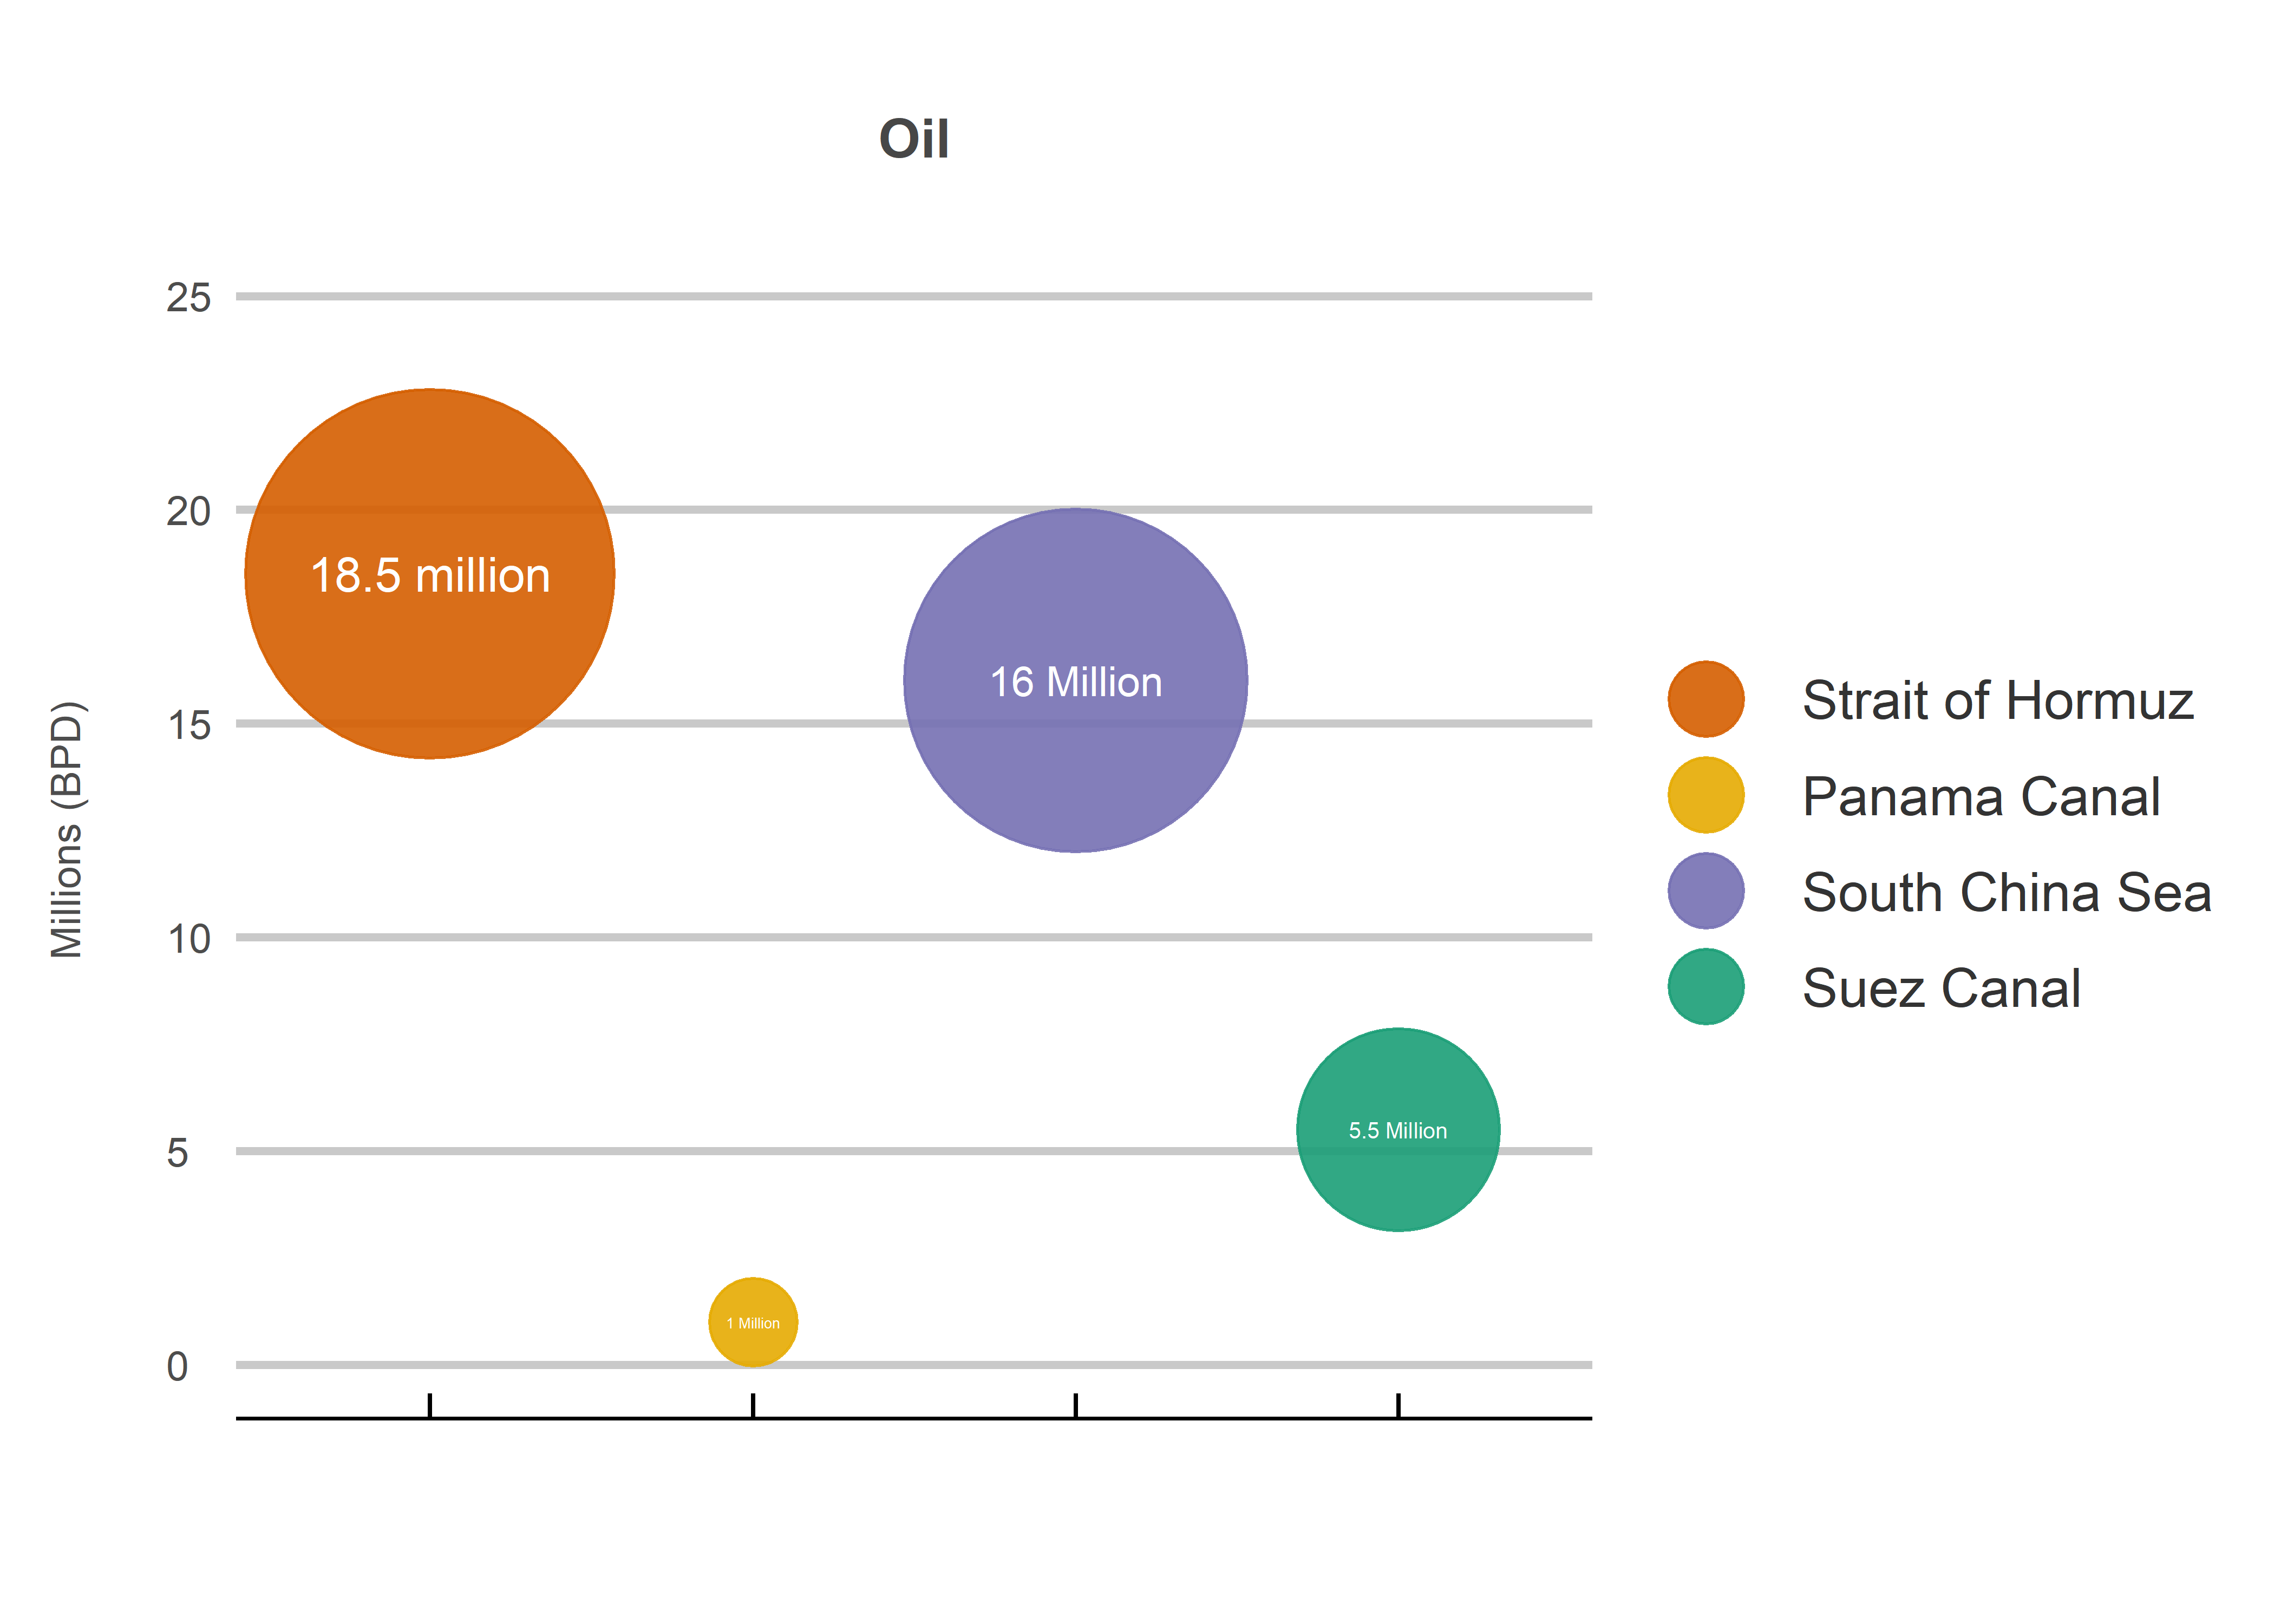 Oil
25
20
15
10
5
0
Millions (BPD)
18.5 million
16 Million
5.5 Million
1 Million
Strait of Hormuz
Panama Canal
South China Sea
Suez Canal